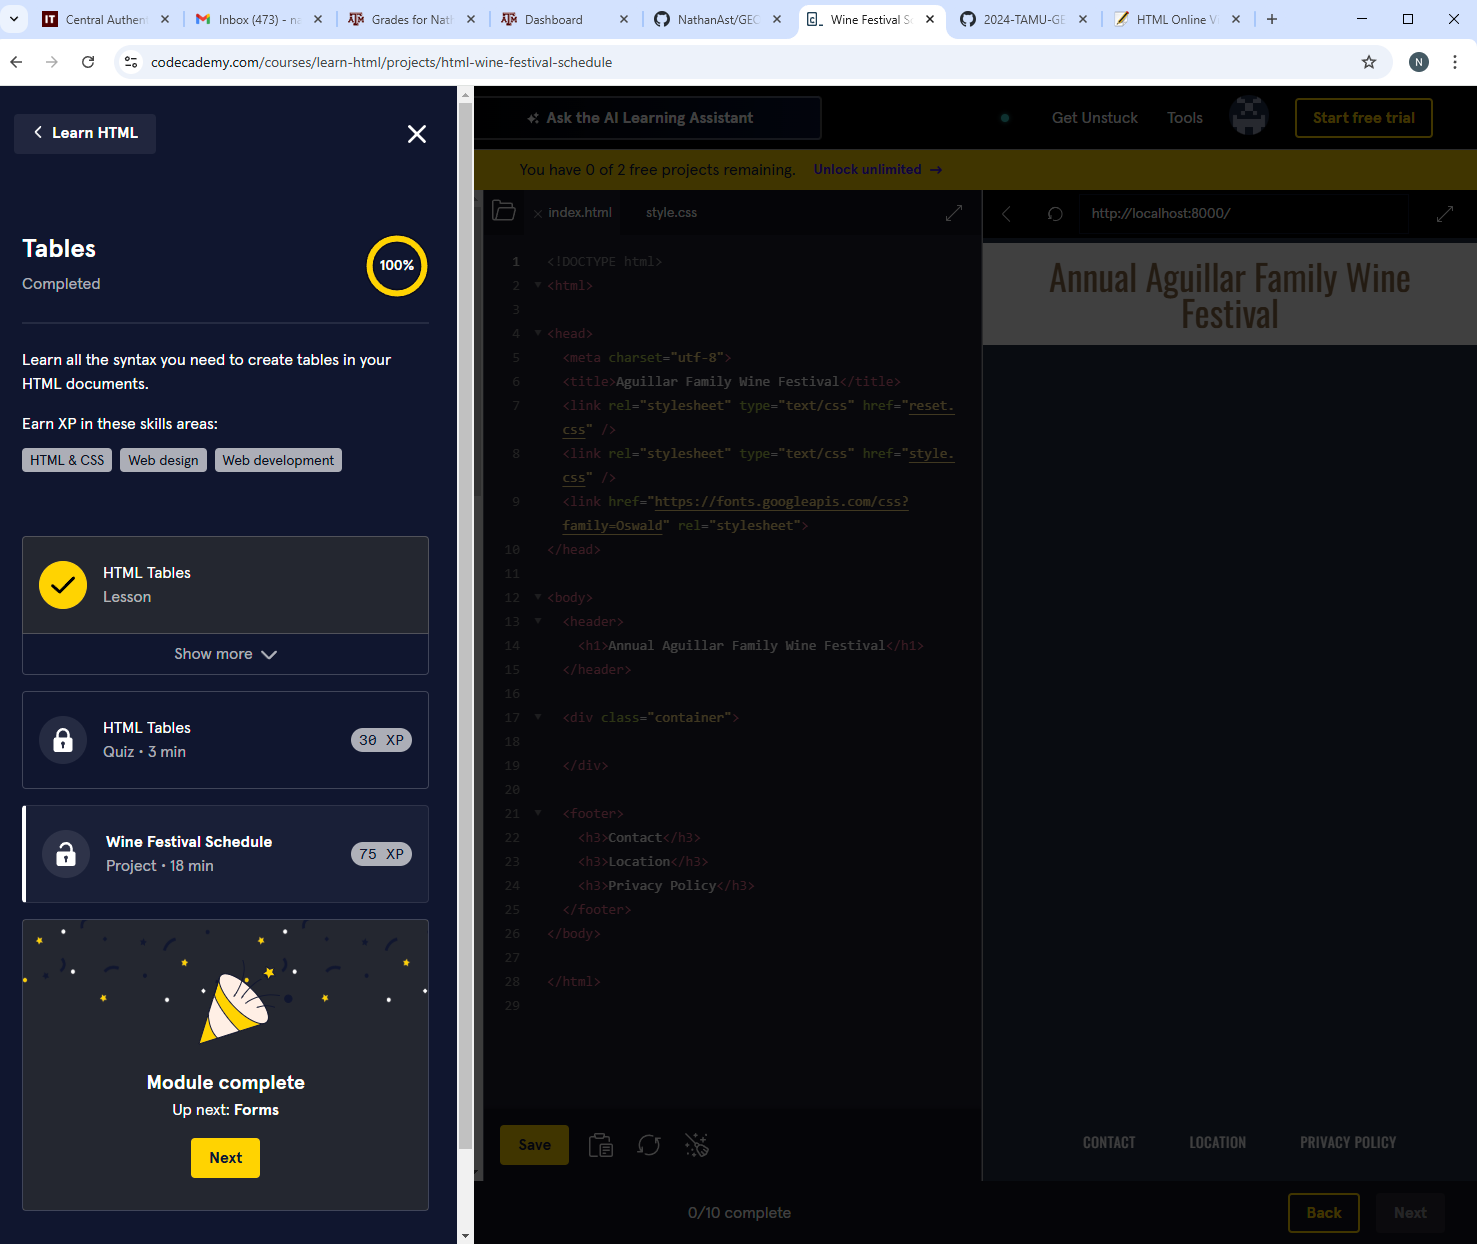 Central Authent
Inbox (473) - na
Grades for Nath
Dashboard
NathanAst/GEO
Wine Festival Sc
2024-TAMU-GE
HTML Online Vi
codecademy.com/courses/learn-html/projects/html-wine-festival-schedule
N
Learn HTML
Ask the AI Learning Assistant
Get Unstuck
Tools
Start free trial
You have 0 of 2 free projects remaining. Unlock unlimited →
Tables
Completed
100%
Learn all the syntax you need to create tables in your
HTML documents.
Earn XP in these skills areas:
HTML & CSS
Web design
Web development
HTML Tables
Lesson
Show more
HTML Tables
Quiz • 3 min
30 XP
Wine Festival Schedule
Project • 18 min
75 XP
Module complete
Up next: Forms
Next
index.html
style.css
1 <!DOCTYPE html>
2 <html>
3
4 <head>
5 <meta charset="utf-8">
6 <title>Aguillar Family Wine Festival</title>
7 <link rel="stylesheet" type="text/css" href="reset.
css" />
8 <link rel="stylesheet" type="text/css" href="style.
css" />
9 <link href="https://fonts.googleapis.com/css?
family=Oswald" rel="stylesheet">
10 </head>
11
12 <body>
13 <header>
14 <h1>Annual Aguillar Family Wine Festival</h1>
15 </header>
16
17 <div class="container">
18
19 </div>
20
21 <footer>
22 <h3>Contact</h3>
23 <h3>Location</h3>
24 <h3>Privacy Policy</h3>
25 </footer>
26 </body>
27
28 </html>
29
Save
http://localhost:8000/
Annual Aguillar Family Wine
Festival
CONTACT
LOCATION
PRIVACY POLICY
0/10 complete
Back
Next